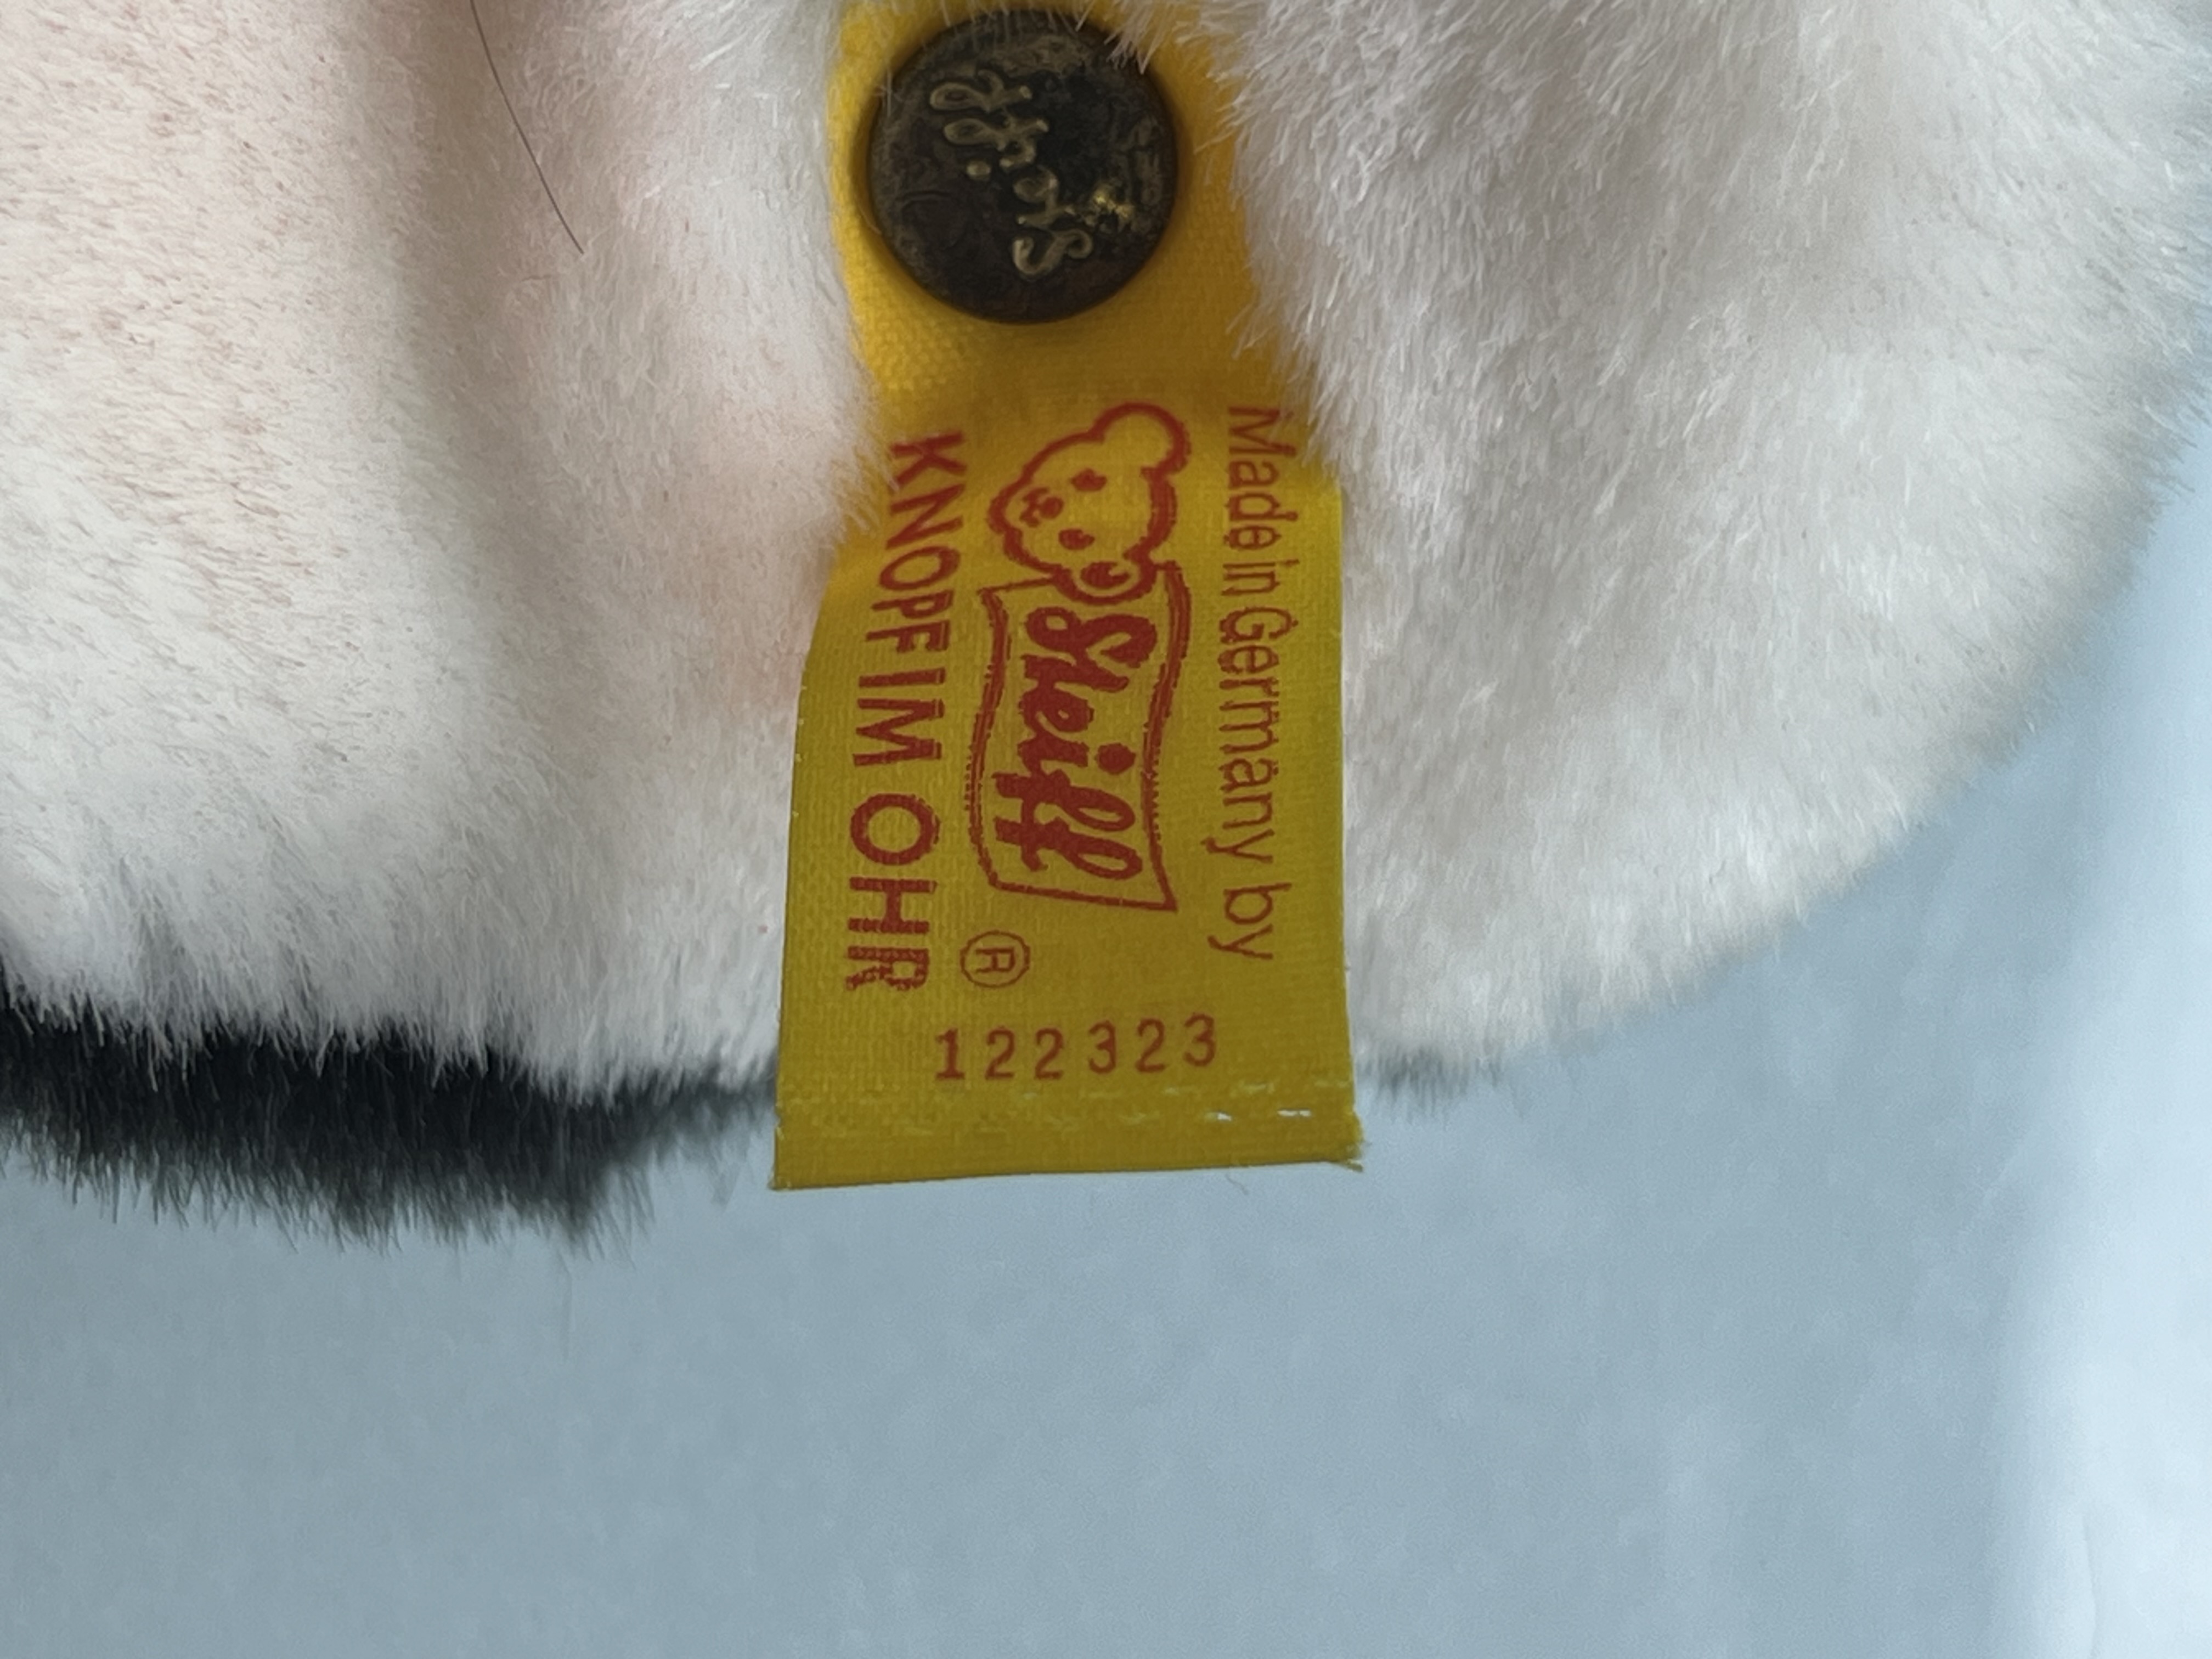 Steiff
Made in Germany by
Steiff
®
KNOPF IM OHR
122323